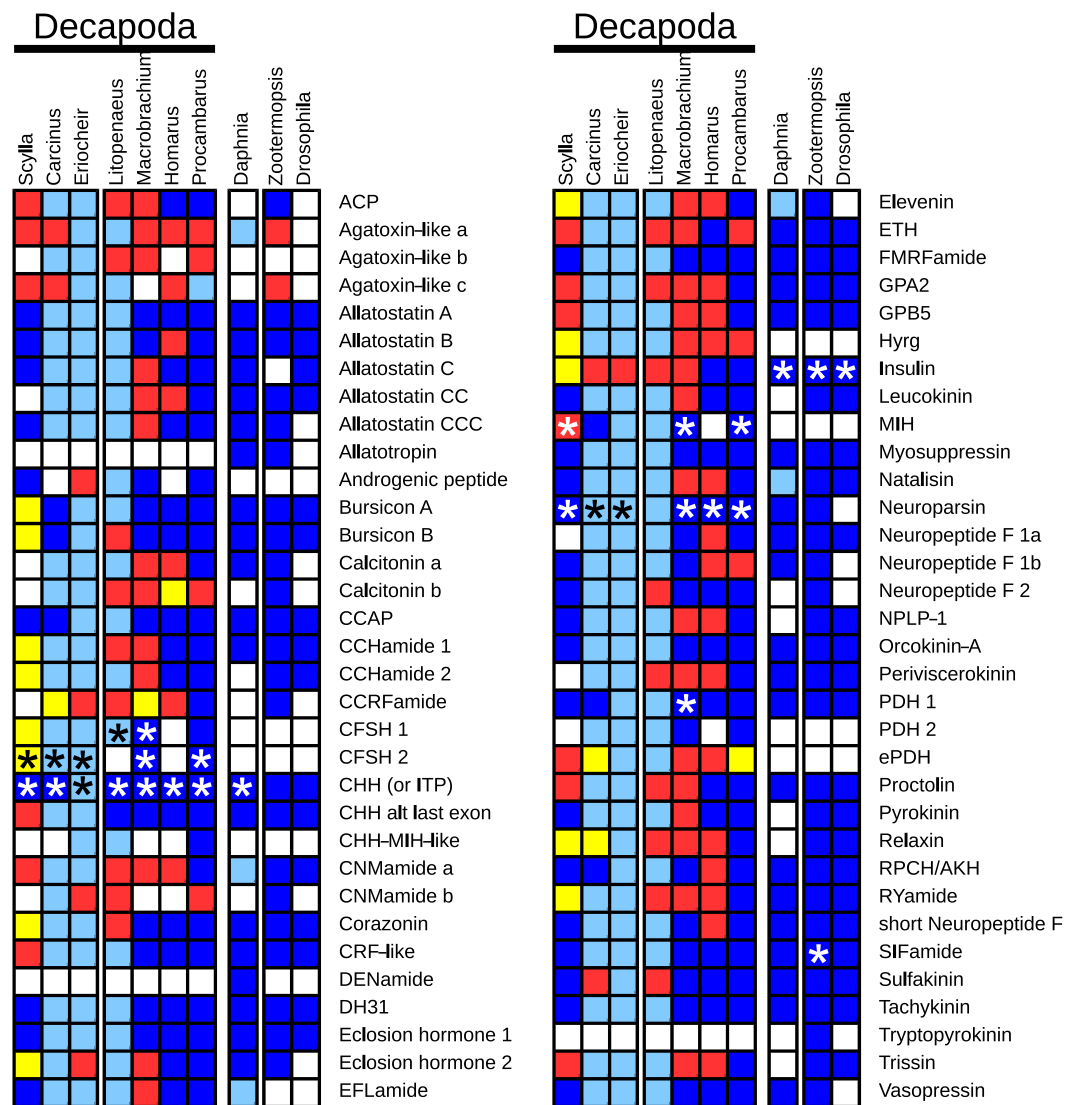 Decapoda
Scylla
Carcinus
Eriocheir
Litopenaeus
Macrobrachium
Homarus
Procambarus
Daphnia
Zootermopsis
Drosophila
ACP
Agatoxin-like a
Agatoxin-like b
Agatoxin-like c
Allatostatin A
Allatostatin B
Allatostatin C
Allatostatin CC
Allatostatin CCC
Allatotropin
Androgenic peptide
Bursicon A
Bursicon B
Calcitonin a
Calcitonin b
CCAP
CCHamide 1
CCHamide 2
CCRFamide
CFSH 1
CFSH 2
CHH (or ITP)
CHH alt last exon
CHH-MIH-like
CNMamide a
CNMamide b
Corazonin
CRF-like
DENamide
DH31
Eclosion hormone 1
Eclosion hormone 2
EFLamide
Decapoda
Scylla
Carcinus
Eriocheir
Litopenaeus
Macrobrachium
Homarus
Procambarus
Daphnia
Zootermopsis
Drosophila
Elevenin
ETH
FMRFamide
GPA2
GPB5
Hyrg
Insulin
Leucokinin
MIH
Myosuppressin
Natalisin
Neuroparsin
Neuropeptide F 1a
Neuropeptide F 1b
Neuropeptide F 2
NPLP-1
Orcokinin-A
Periviscerokinin
PDH 1
PDH 2
ePDH
Proctolin
Pyrokinin
Relaxin
RPCH/AKH
RYamide
short Neuropeptide F
SIFamide
Sulfakinin
Tachykinin
Tryptopyrokinin
Trissin
Vasopressin